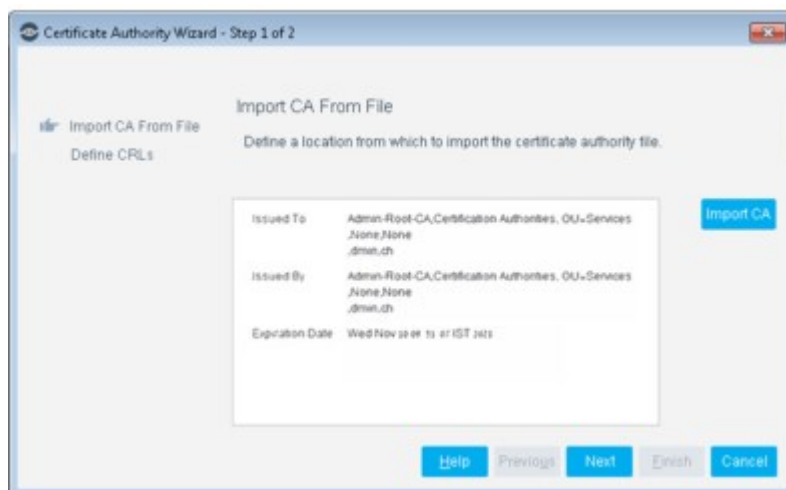 Certificate Authority Wizard - Step 1 of 2
Import CA From File
Define CRLs
Import CA From File
Define a location from which to import the certificate authority file.
Import CA
Issued To Admin-Root-CA,Certification Authorities, OU=Services
,None,None
,dmin,ch
Issued By Admin-Root-CA,Certification Authorities, OU=Services
,None,None
,dmin,ch
Expiration Date Wed Nov IST
Help Previous Next Finish Cancel